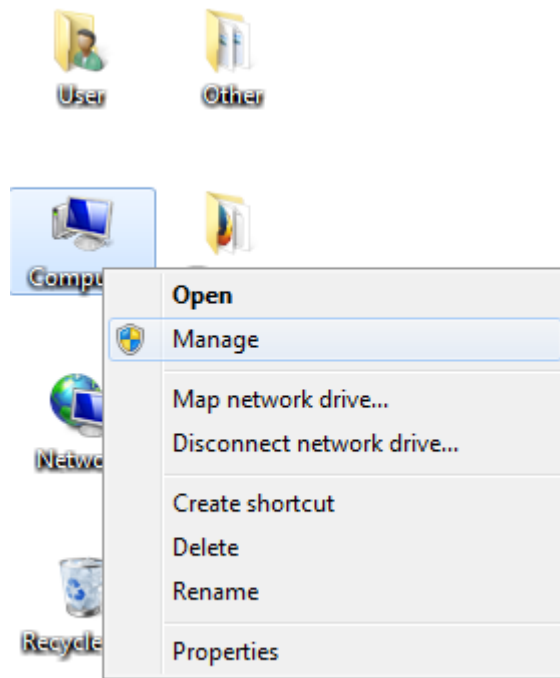 User
Other
Open
Manage
Map network drive...
Disconnect network drive...
Create shortcut
Delete
Rename
Properties